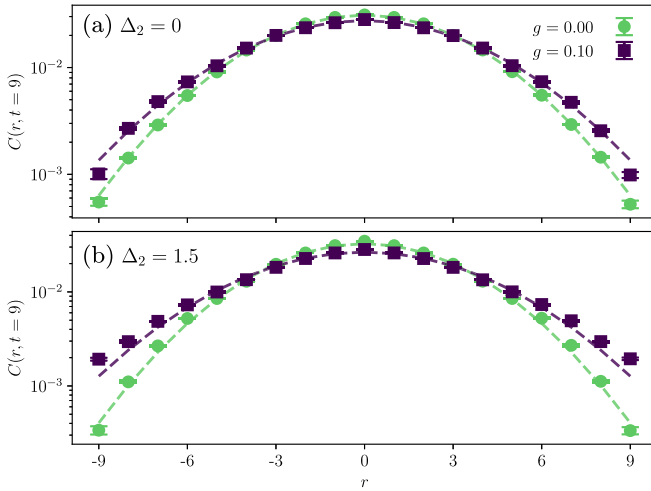 (a) Δ₂ = 0
g = 0.00
g = 0.10
C(r, t = 9)
10⁻²
10⁻³
(b) Δ₂ = 1.5
C(r, t = 9)
10⁻²
10⁻³
-9 -6 -3 0 3 6 9
r